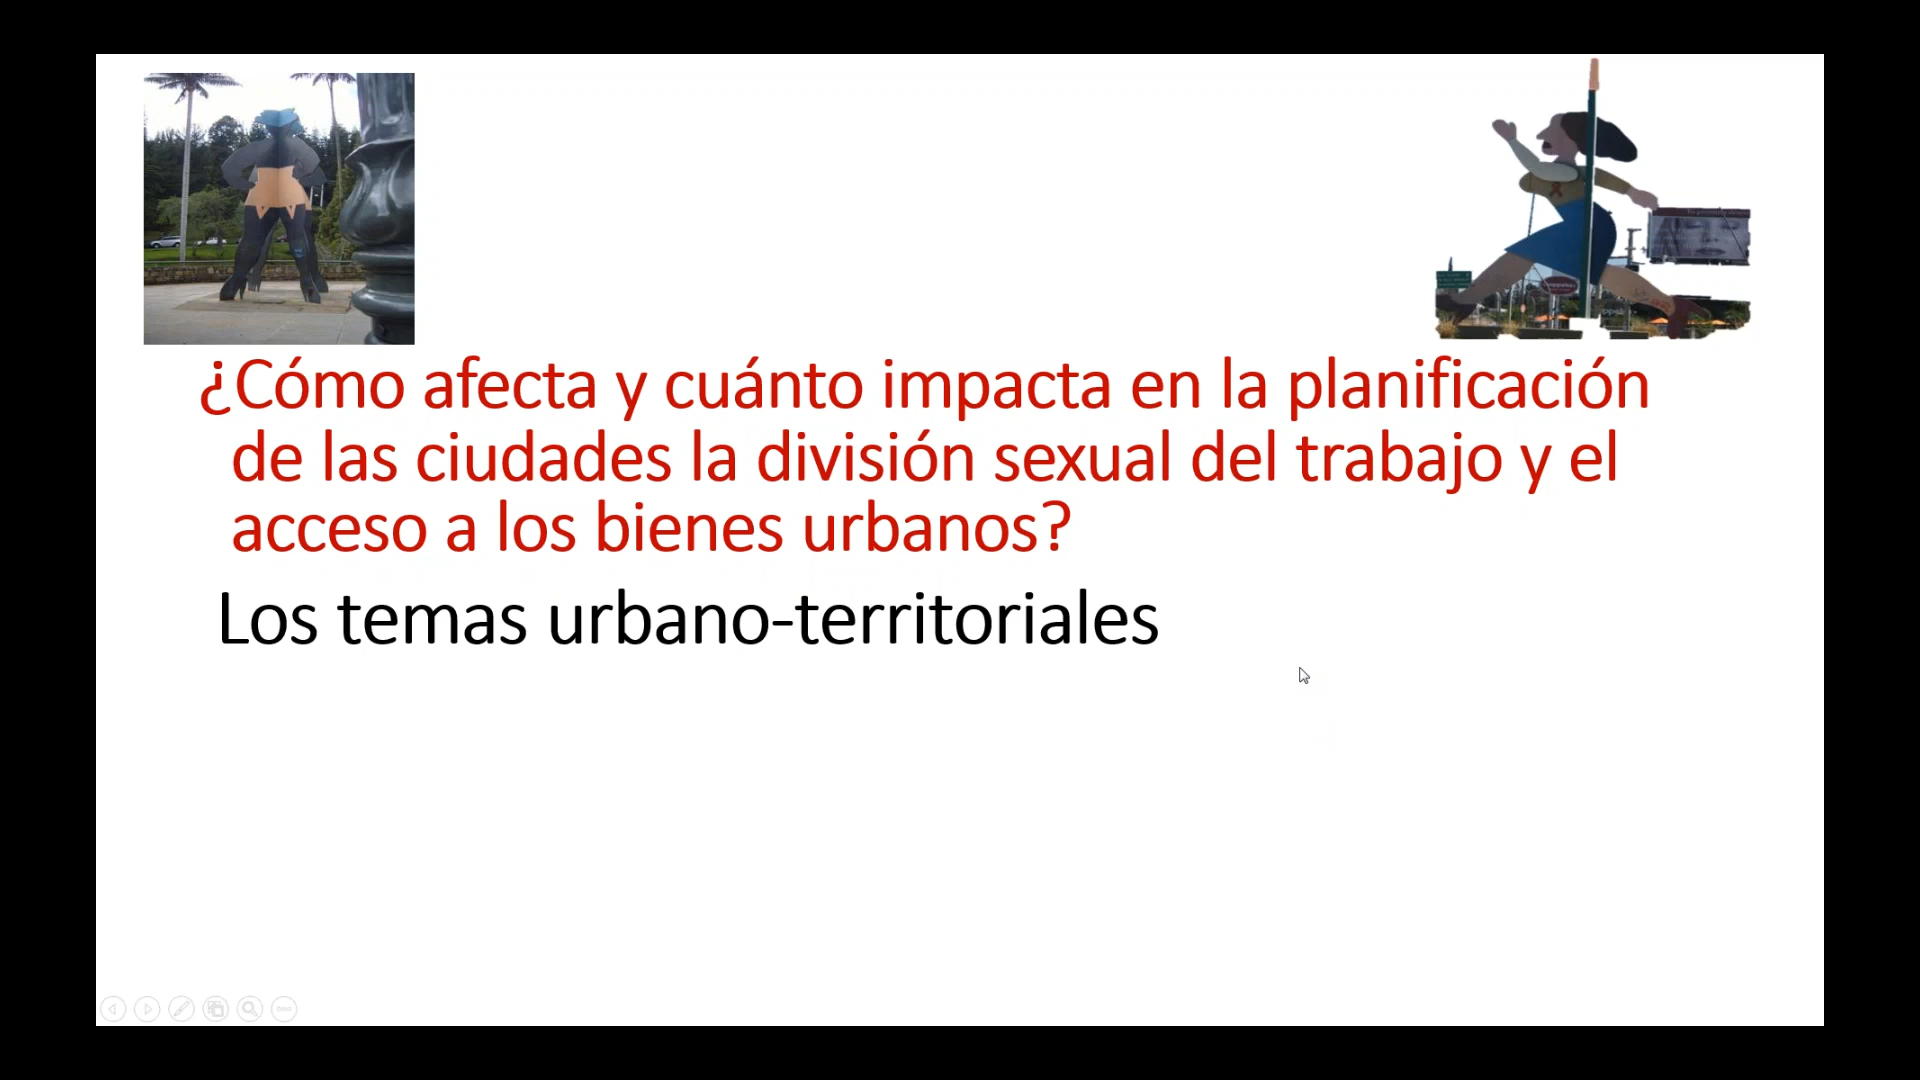 ¿Cómo afecta y cuánto impacta en la planificación
de las ciudades la división sexual del trabajo y el
acceso a los bienes urbanos?
Los temas urbano-territoriales